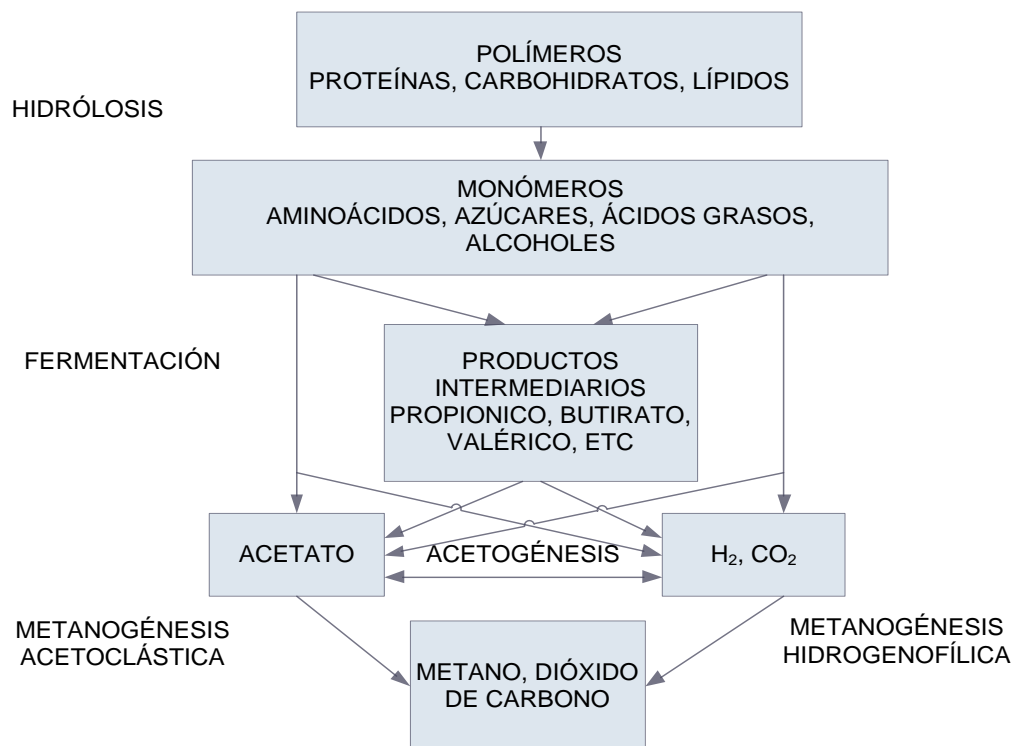 POLÍMEROS
PROTEÍNAS, CARBOHIDRATOS, LÍPIDOS
HIDRÓLOSIS
MONÓMEROS
AMINOÁCIDOS, AZÚCARES, ÁCIDOS GRASOS,
ALCOHOLES
FERMENTACIÓN
PRODUCTOS
INTERMEDIARIOS
PROPIONICO, BUTIRATO,
VALÉRICO, ETC
ACETATO
ACETOGÉNESIS
H₂, CO₂
METANOGÉNESIS
ACETOCLÁSTICA
METANOGÉNESIS
HIDROGENOFÍLICA
METANO, DIÓXIDO
DE CARBONO